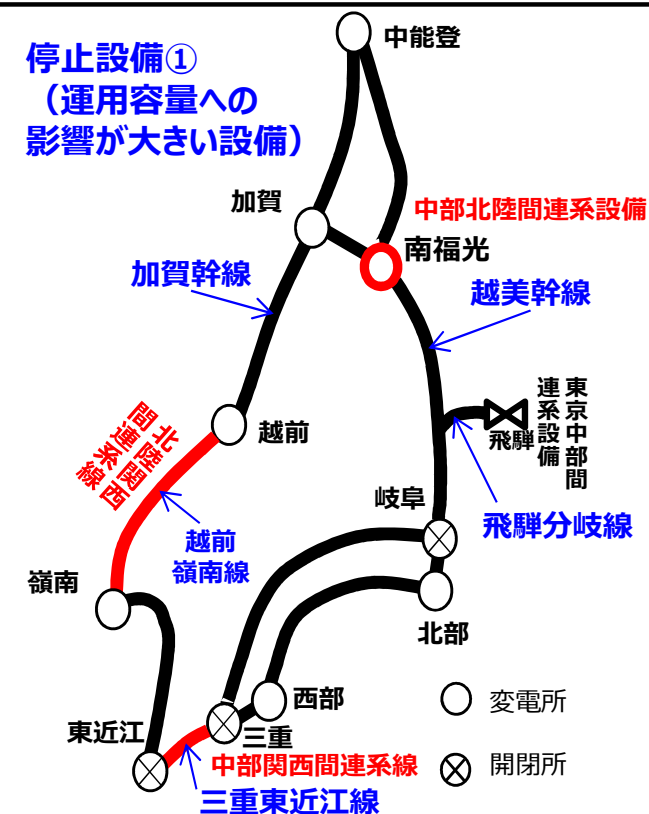 停止設備①
（運用容量への
影響が大きい設備）
中能登
加賀
中部北陸間連系設備
南福光
加賀幹線
越美幹線
東京中部間
連系設備
飛騨
越前
北陸関西
間連系線
岐阜
飛騨分岐線
越前
嶺南線
嶺南
北部
西部
変電所
東近江
三重
中部関西間連系線
開閉所
三重東近江線